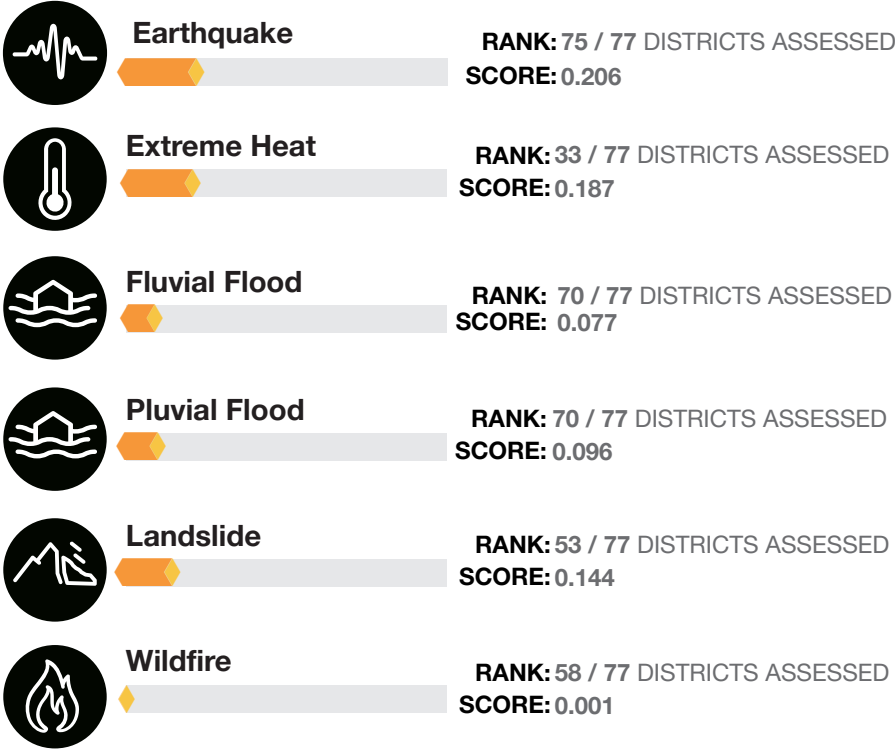 Earthquake
RANK: 75 / 77 DISTRICTS ASSESSED
SCORE: 0.206
Extreme Heat
RANK: 33 / 77 DISTRICTS ASSESSED
SCORE: 0.187
Fluvial Flood
RANK: 70 / 77 DISTRICTS ASSESSED
SCORE: 0.077
Pluvial Flood
RANK: 70 / 77 DISTRICTS ASSESSED
SCORE: 0.096
Landslide
RANK: 53 / 77 DISTRICTS ASSESSED
SCORE: 0.144
Wildfire
RANK: 58 / 77 DISTRICTS ASSESSED
SCORE: 0.001